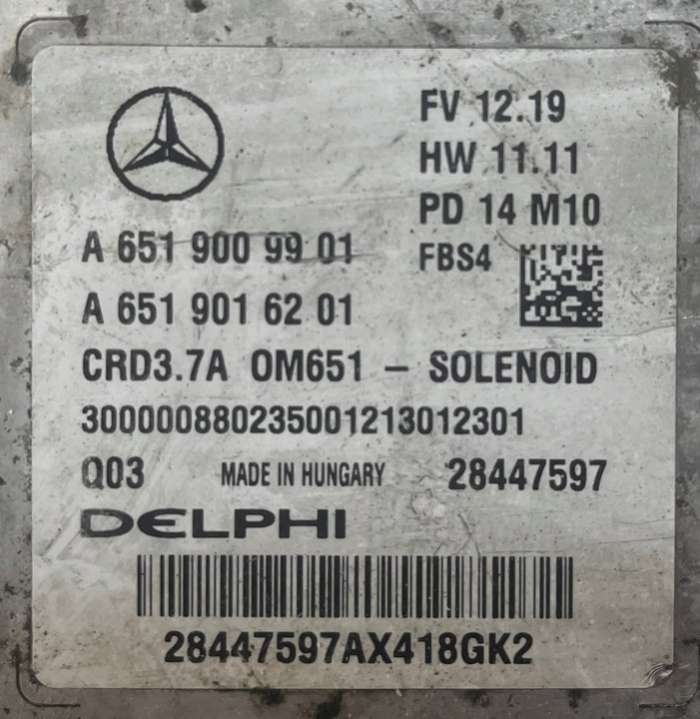 FV 12.19
HW 11.11
PD 14 M10
A 651 900 99 01
FBS4
A 651 901 62 01
CRD3.7A OM651 – SOLENOID
300000880235001213012301
Q03 MADE IN HUNGARY 28447597
DELPHI
28447597AX418GK2